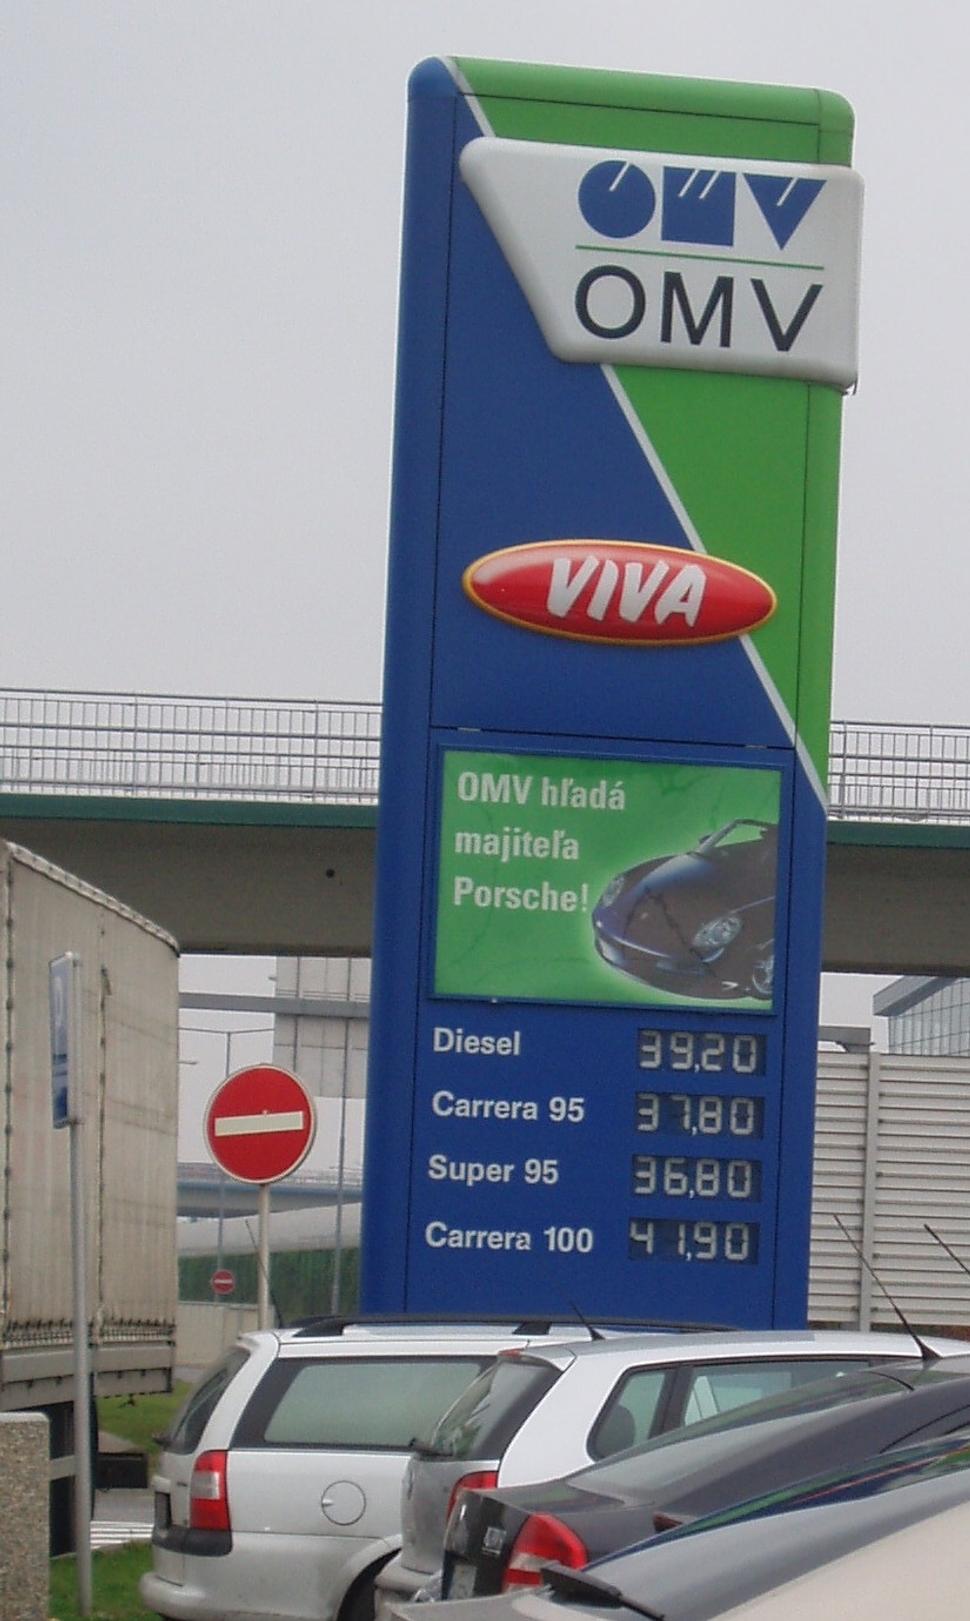 OMV
OMV
VIVA
OMV hľadá
majiteľa
Porsche!
Diesel 39,20
Carrera 95 37,80
Super 95 36,80
Carrera 100 41,90